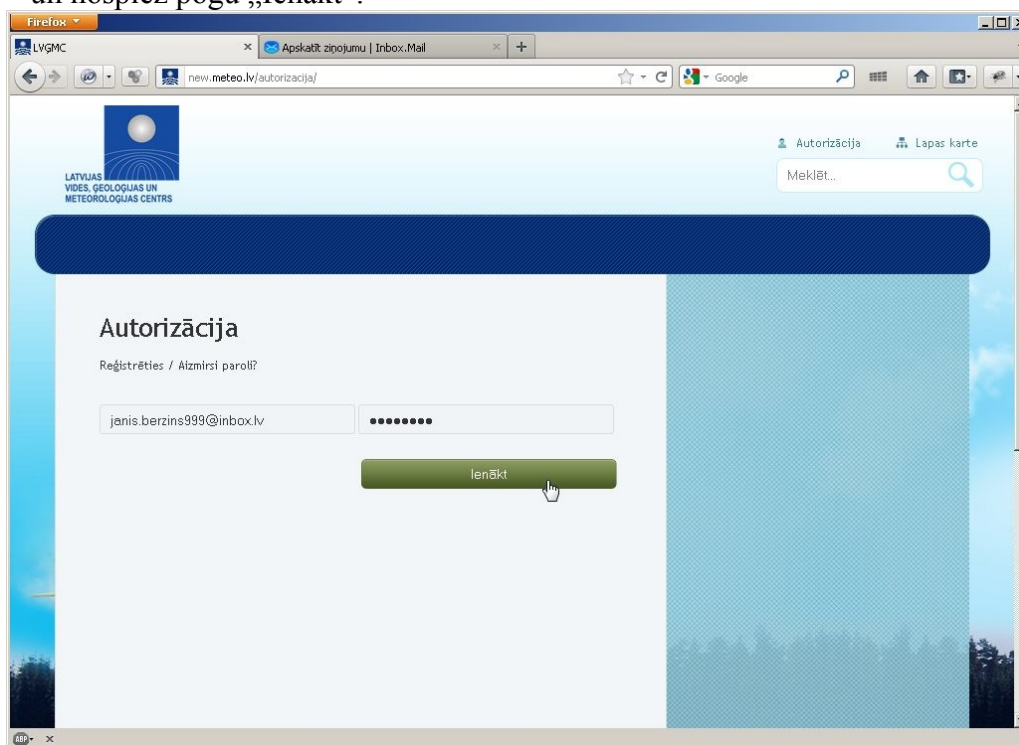 un nospiež pogu „Ienākt”.
Firefox
LVGMC
Apskatīt ziņojumu | Inbox.Mail
new.meteo.lv/autorizacija/
Google
Autorizācija
Lapas karte
Meklēt...
LATVIJAS
VIDES, ĢEOLOĢIJAS UN
METEOROLOĢIJAS CENTRS
Autorizācija
Reģistrēties / Aizmirsi paroli?
janis.berzins999@inbox.lv
••••••••
Ienākt
ABP